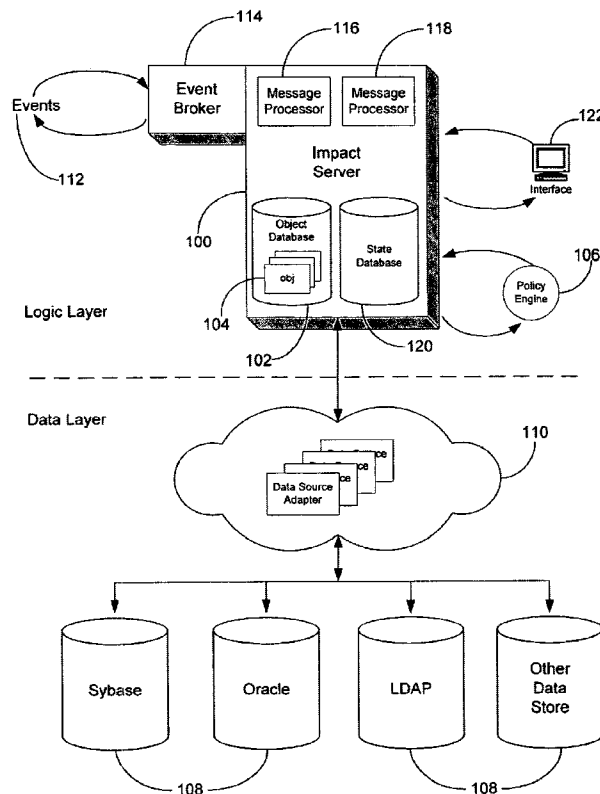 114
116
118
Event
Broker
Message
Processor
Message
Processor
Events
112
122
Interface
Impact
Server
100
Object
Database
obj
State
Database
106
Policy
Engine
104
Logic Layer
102
120
Data Layer
110
Data Source
Adapter
Sybase
Oracle
LDAP
Other
Data
Store
108
108